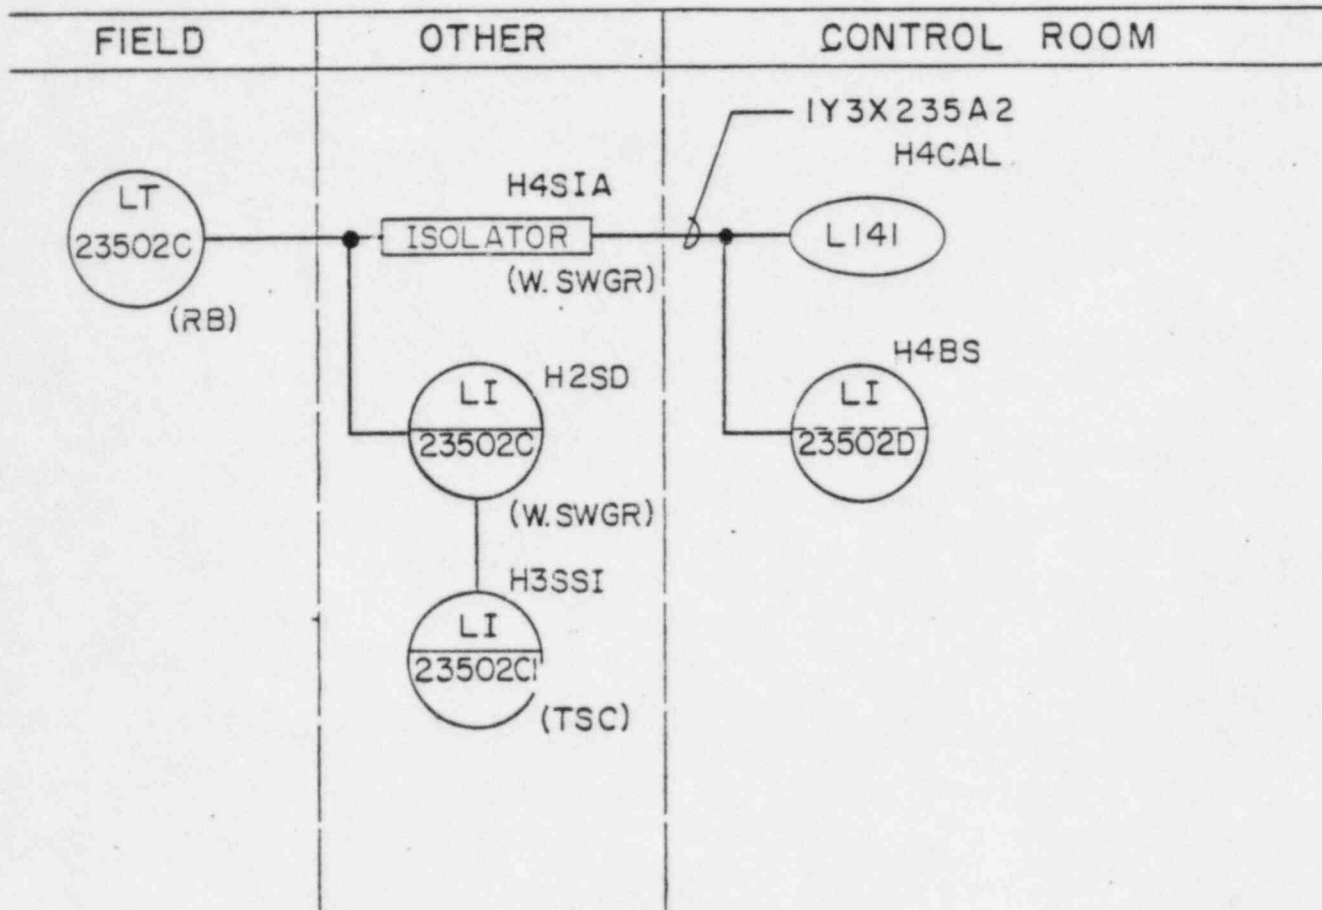 FIELD
OTHER
CONTROL ROOM
1Y3X235A2
H4CAL
LT
23502C
(RB)
H4SIA
ISOLATOR
(W. SWGR)
L141
LI
23502C
H2SD
(W. SWGR)
H4BS
LI
23502D
H3SSI
LI
23502C1
(TSC)